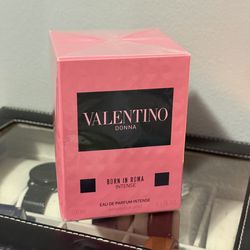 VALENTINO
DONNA
BORN IN ROMA
INTENSE
EAU DE PARFUM INTENSE